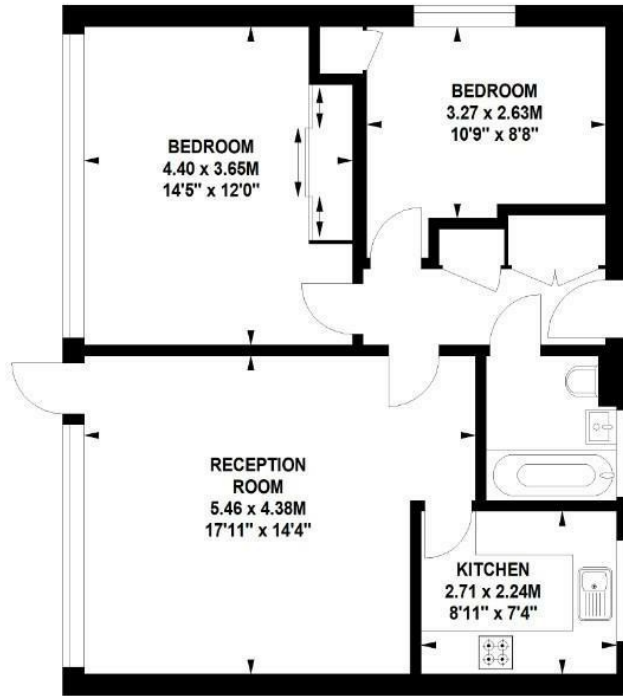 BEDROOM
4.40 x 3.65M
14'5" x 12'0"
BEDROOM
3.27 x 2.63M
10'9" x 8'8"
RECEPTION
ROOM
5.46 x 4.38M
17'11" x 14'4"
KITCHEN
2.71 x 2.24M
8'11" x 7'4"